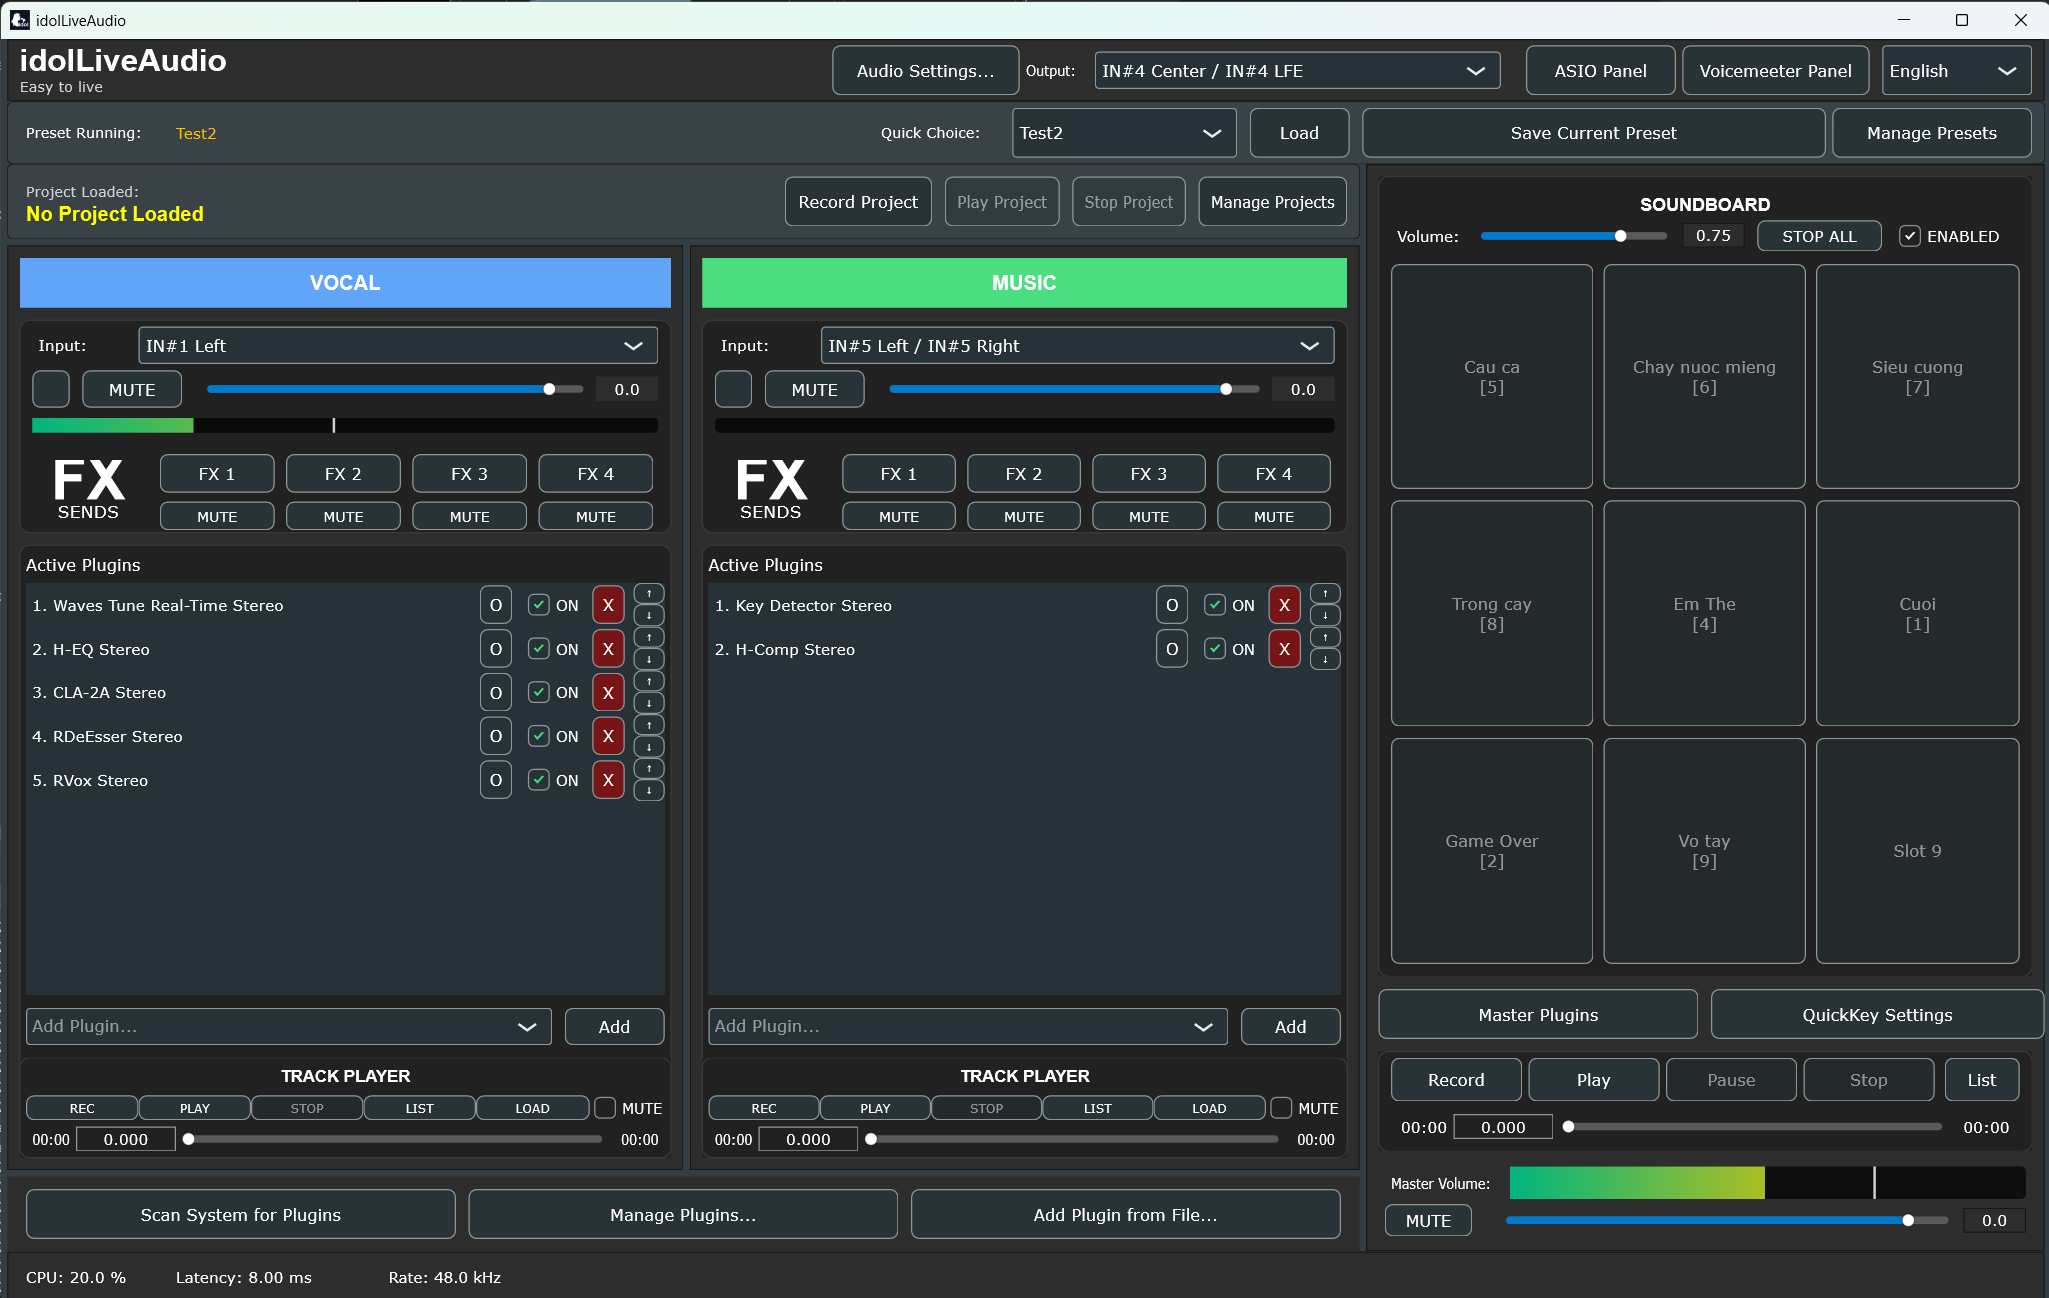 idolLiveAudio
idolLiveAudio
Easy to live
Audio Settings...
Output:
IN#4 Center / IN#4 LFE
ASIO Panel
Voicemeeter Panel
English
Preset Running:
Test2
Quick Choice:
Test2
Load
Save Current Preset
Manage Presets
Project Loaded:
No Project Loaded
Record Project
Play Project
Stop Project
Manage Projects
VOCAL
Input:
IN#1 Left
MUTE
0.0
FX
SENDS
FX 1
FX 2
FX 3
FX 4
MUTE
MUTE
MUTE
MUTE
Active Plugins
1. Waves Tune Real-Time Stereo
O
ON
X
↑
↓
2. H-EQ Stereo
O
ON
X
↑
↓
3. CLA-2A Stereo
O
ON
X
↑
↓
4. RDeEsser Stereo
O
ON
X
↑
↓
5. RVox Stereo
O
ON
X
↑
↓
Add Plugin...
Add
TRACK PLAYER
REC
PLAY
STOP
LIST
LOAD
MUTE
00:00
0.000
00:00
MUSIC
Input:
IN#5 Left / IN#5 Right
MUTE
0.0
FX
SENDS
FX 1
FX 2
FX 3
FX 4
MUTE
MUTE
MUTE
MUTE
Active Plugins
1. Key Detector Stereo
O
ON
X
↑
↓
2. H-Comp Stereo
O
ON
X
↑
↓
Add Plugin...
Add
TRACK PLAYER
REC
PLAY
STOP
LIST
LOAD
MUTE
00:00
0.000
00:00
SOUNDBOARD
Volume:
0.75
STOP ALL
ENABLED
Cau ca
[5]
Chay nuoc mieng
[6]
Sieu cuong
[7]
Trong cay
[8]
Em The
[4]
Cuoi
[1]
Game Over
[2]
Vo tay
[9]
Slot 9
Master Plugins
QuickKey Settings
Record
Play
Pause
Stop
List
00:00
0.000
00:00
Master Volume:
MUTE
0.0
Scan System for Plugins
Manage Plugins...
Add Plugin from File...
CPU: 20.0 %
Latency: 8.00 ms
Rate: 48.0 kHz